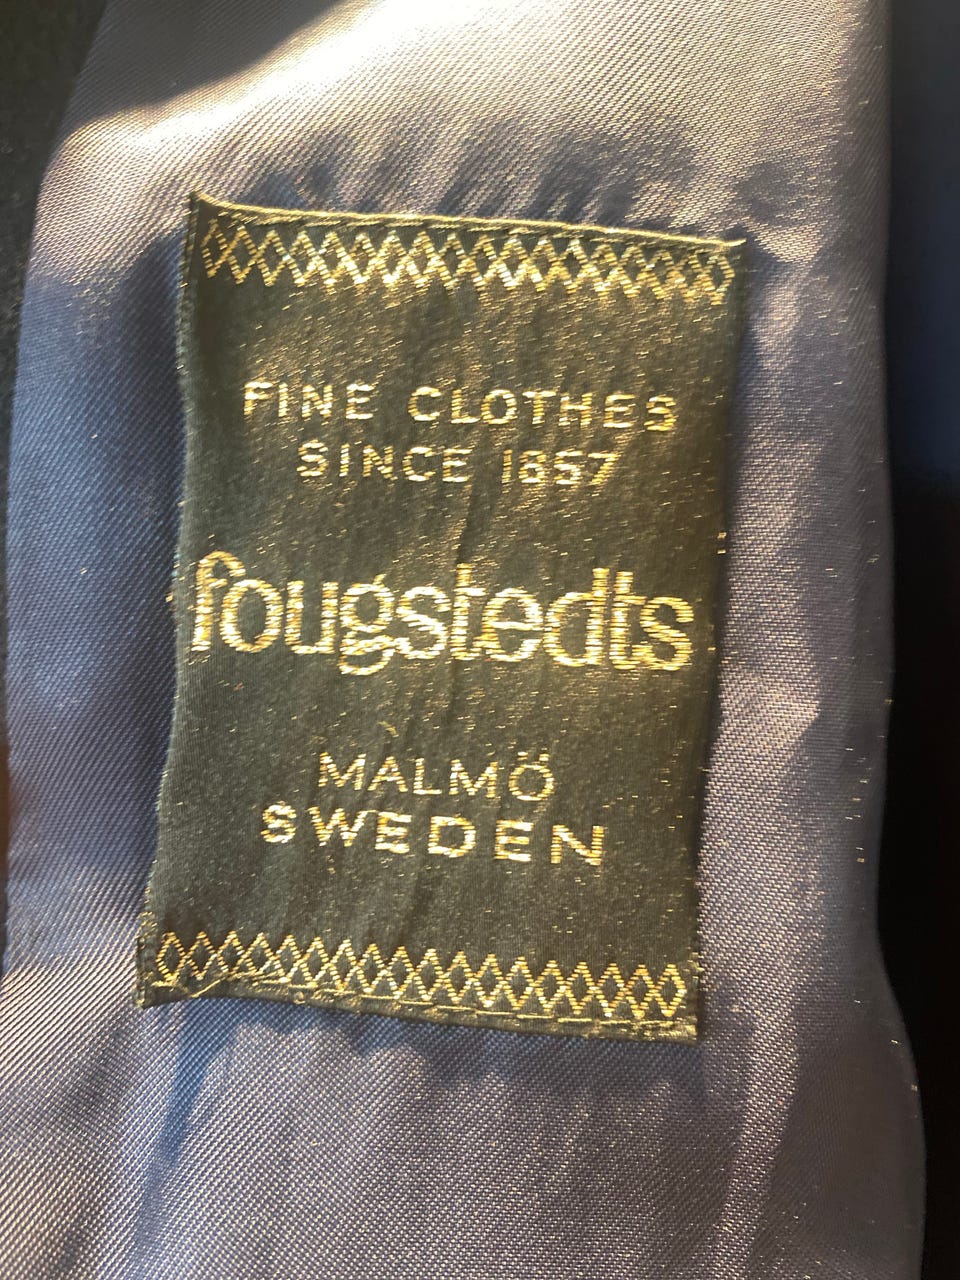 FINE CLOTHES
SINCE 1857
fougstedts
MALMÖ
SWEDEN